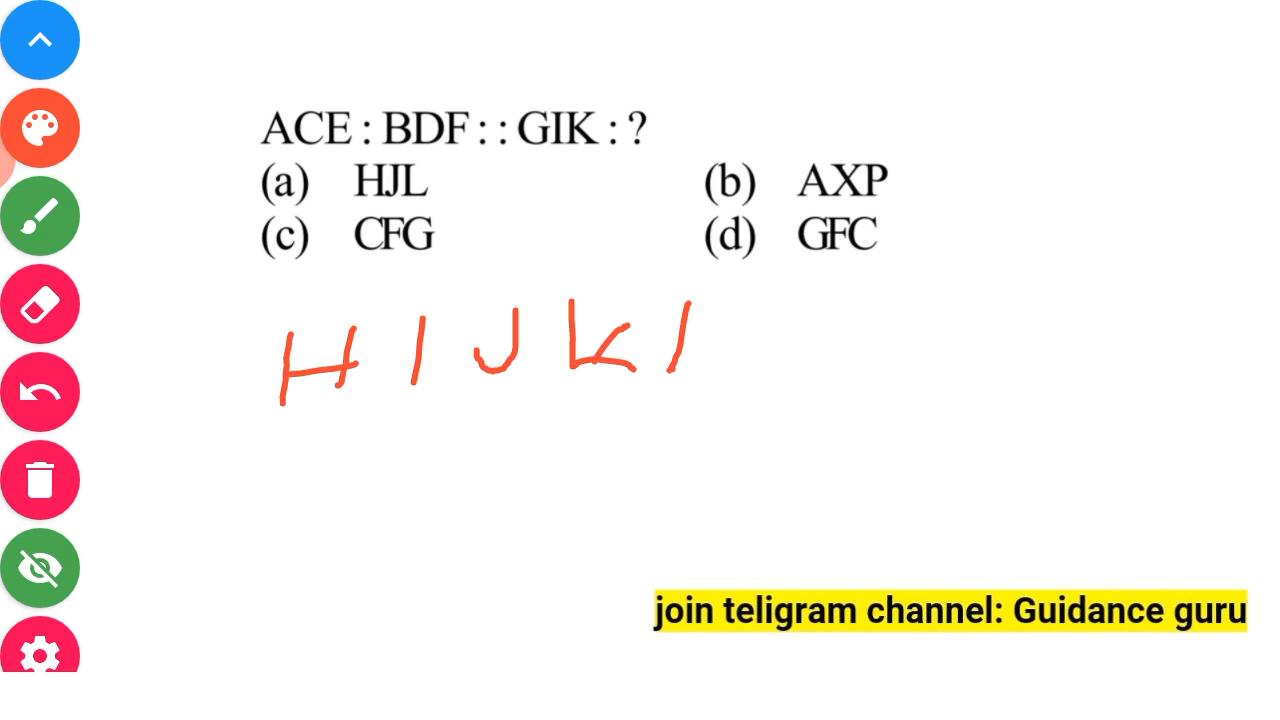 ACE : BDF : : GIK : ?
(a) HJL (b) AXP
(c) CFG (d) GFC
H I J K l
join teligram channel: Guidance guru